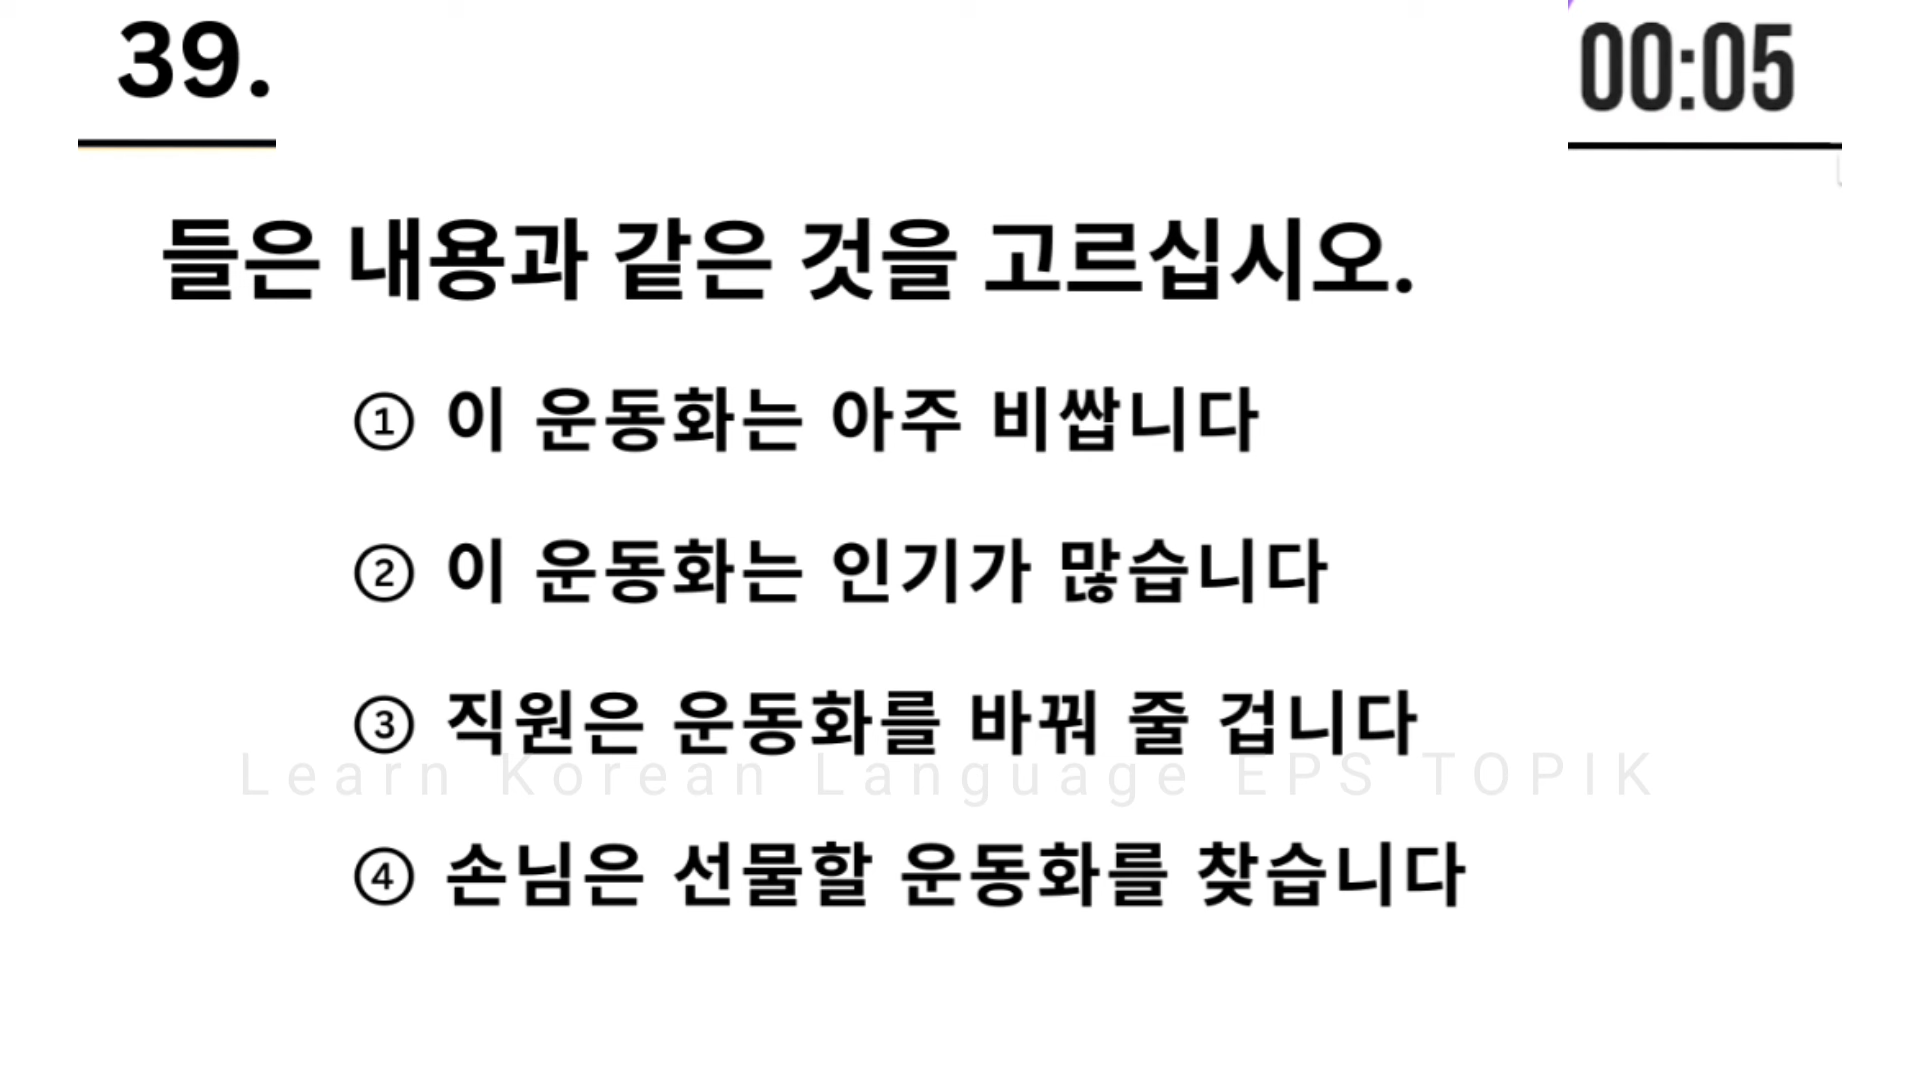 39.
00:05
들은 내용과 같은 것을 고르십시오.
① 이 운동화는 아주 비쌉니다
② 이 운동화는 인기가 많습니다
③ 직원은 운동화를 바꿔 줄 겁니다
Learn Korean Language EPS TOPIK
④ 손님은 선물할 운동화를 찾습니다